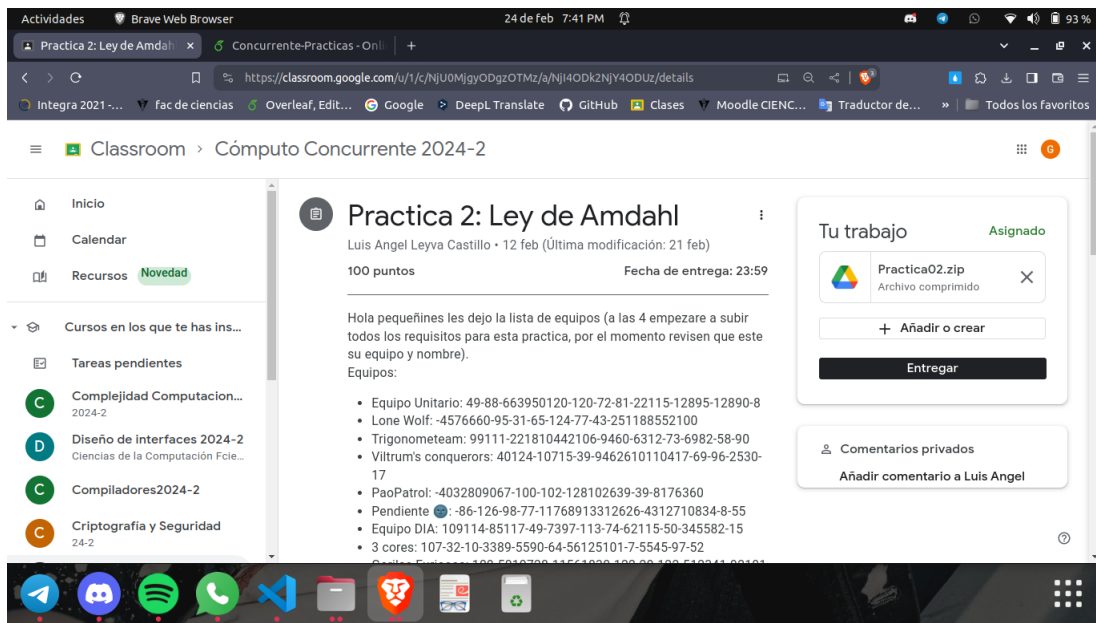 Actividades Brave Web Browser 24 de feb 7:41 PM 93 %
Practica 2: Ley de Amdahl × Concurrente-Practicas - Onli +
https://classroom.google.com/u/1/c/NjU0MjgyODgzOTMz/a/NjI4ODk2NjY4ODUz/details
Integra 2021 -... fac de ciencias Overleaf, Edit... Google DeepL Translate GitHub Clases Moodle CIENC... Traductor de... » Todos los favoritos
Classroom > Cómputo Concurrente 2024-2
G
Inicio
Calendar
Recursos Novedad
Cursos en los que te has ins...
Tareas pendientes
C Complejidad Computacion...
2024-2
D Diseño de interfaces 2024-2
Ciencias de la Computación Fcie...
C Compiladores2024-2
C Criptografía y Seguridad
24-2
Practica 2: Ley de Amdahl
Luis Angel Leyva Castillo • 12 feb (Última modificación: 21 feb)
100 puntos Fecha de entrega: 23:59
Hola pequeñines les dejo la lista de equipos (a las 4 empezare a subir
todos los requisitos para esta practica, por el momento revisen que este
su equipo y nombre).
Equipos:
• Equipo Unitario: 49-88-663950120-120-72-81-22115-12895-12890-8
• Lone Wolf: -4576660-95-31-65-124-77-43-251188552100
• Trigonometeam: 99111-221810442106-9460-6312-73-6982-58-90
• Viltrum's conquerors: 40124-10715-39-9462610110417-69-96-2530-
17
• PaoPatrol: -4032809067-100-102-128102639-39-8176360
• Pendiente 🌚: -86-126-98-77-11768913312626-4312710834-8-55
• Equipo DIA: 109114-85117-49-7397-113-74-62115-50-345582-15
• 3 cores: 107-32-10-3389-5590-64-56125101-7-5545-97-52
Tu trabajo Asignado
Practica02.zip
Archivo comprimido
+ Añadir o crear
Entregar
Comentarios privados
Añadir comentario a Luis Angel